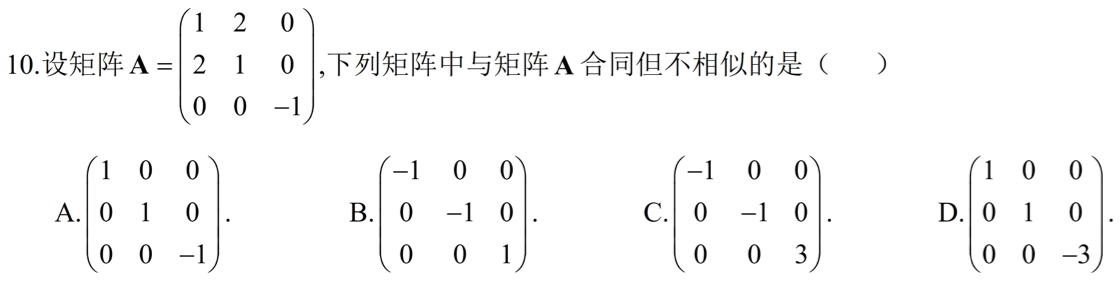 10.设矩阵 A = \begin{pmatrix} 1 & 2 & 0 \\ 2 & 1 & 0 \\ 0 & 0 & -1 \end{pmatrix},下列矩阵中与矩阵 A 合同但不相似的是（ ）
A. \begin{pmatrix} 1 & 0 & 0 \\ 0 & 1 & 0 \\ 0 & 0 & -1 \end{pmatrix}. B. \begin{pmatrix} -1 & 0 & 0 \\ 0 & -1 & 0 \\ 0 & 0 & 1 \end{pmatrix}. C. \begin{pmatrix} -1 & 0 & 0 \\ 0 & -1 & 0 \\ 0 & 0 & 3 \end{pmatrix}. D. \begin{pmatrix} 1 & 0 & 0 \\ 0 & 1 & 0 \\ 0 & 0 & -3 \end{pmatrix}.